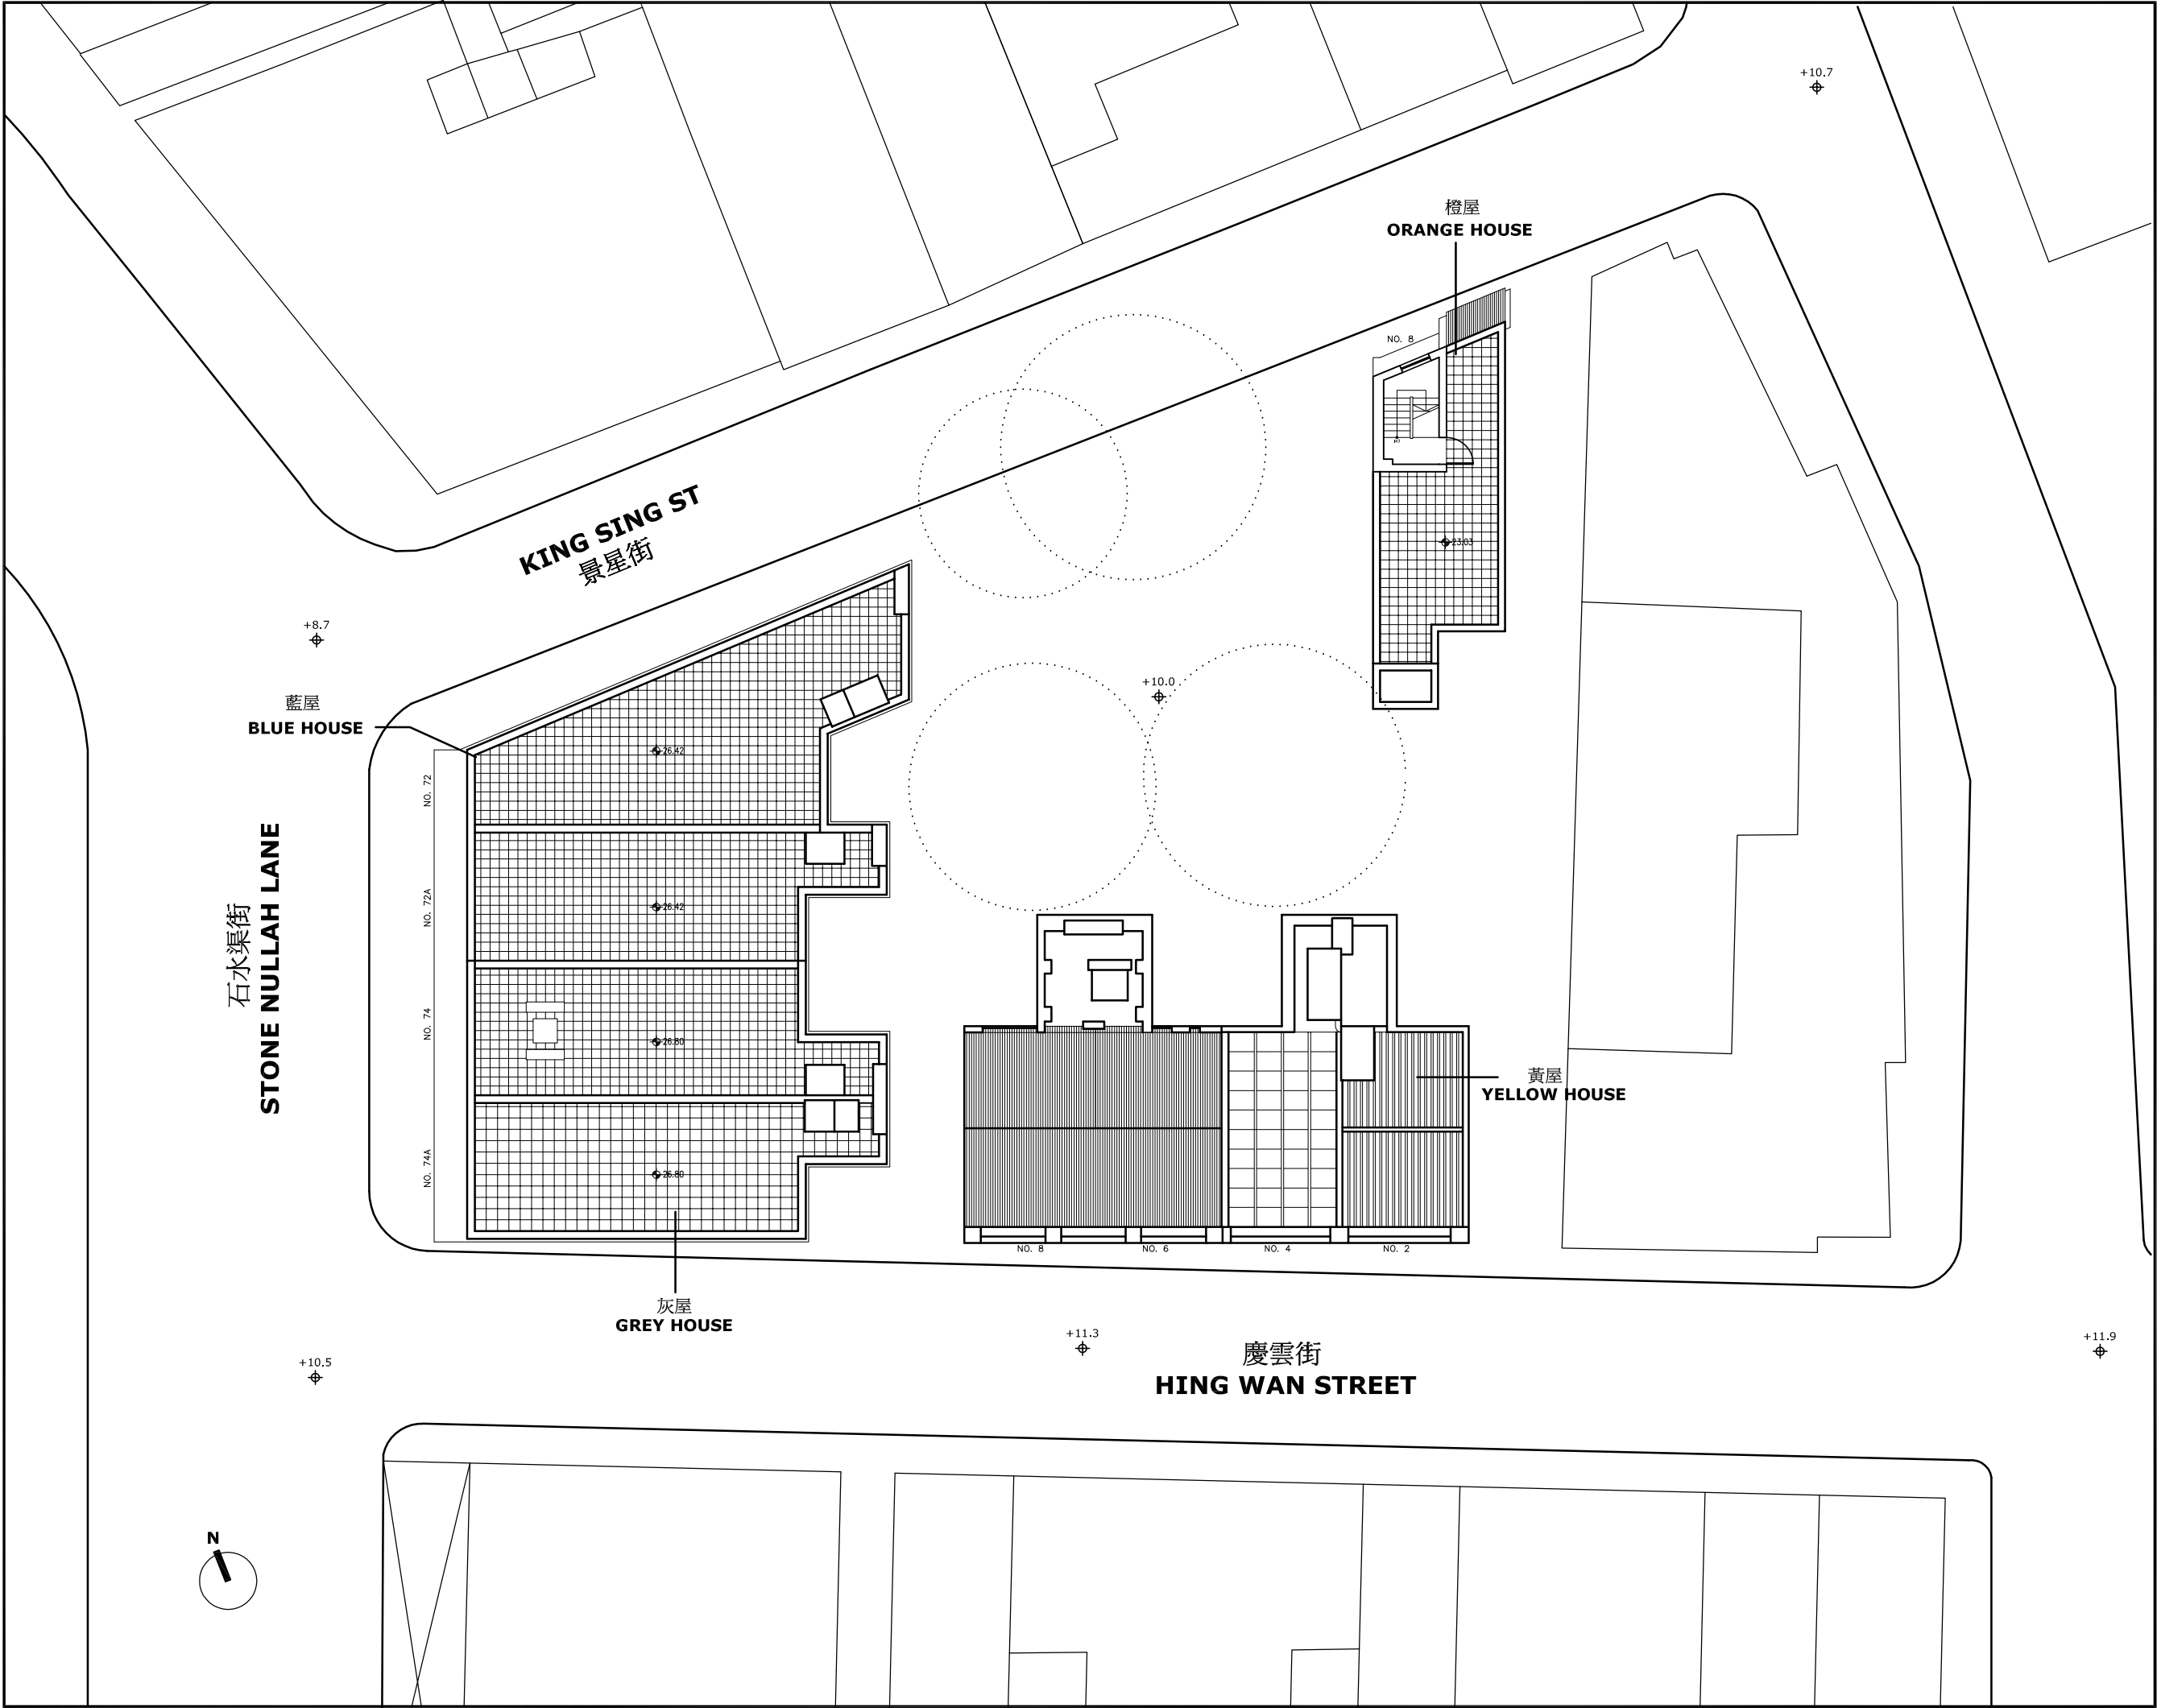 +10.7
橙屋
ORANGE HOUSE
NO. 8
KING SING ST
景星街
23.03
+8.7
藍屋
BLUE HOUSE
+10.0
26.42
NO. 72
石水渠街
STONE NULLAH LANE
26.42
NO. 72A
26.80
NO. 74
黃屋
YELLOW HOUSE
26.80
NO. 74A
NO. 8
NO. 6
NO. 4
NO. 2
灰屋
GREY HOUSE
+10.5
+11.3
慶雲街
HING WAN STREET
+11.9
N